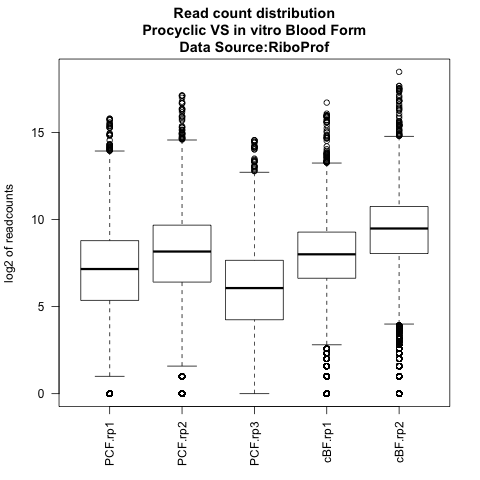 Read count distribution
Procyclic VS in vitro Blood Form
Data Source:RiboProf
log2 of readcounts
15
10
5
0
PCF.rp1
PCF.rp2
PCF.rp3
cBF.rp1
cBF.rp2